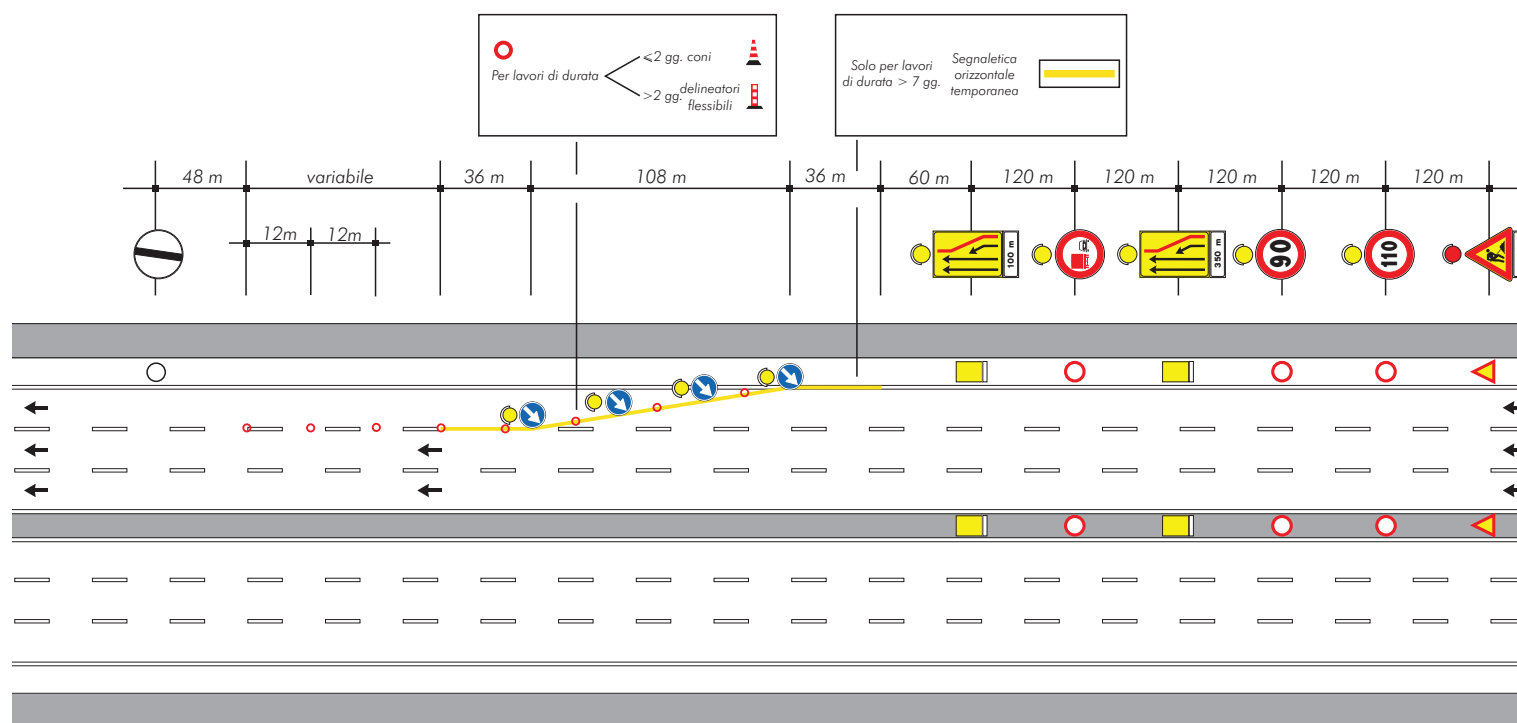 Per lavori di durata
⩽2 gg. coni
>2 gg. delineatori
flessibili
Solo per lavori
di durata > 7 gg.
Segnaletica
orizzontale
temporanea
48 m
variabile
36 m
108 m
36 m
60 m
120 m
120 m
120 m
120 m
120 m
12m
12m
100 m
350 m
90
110